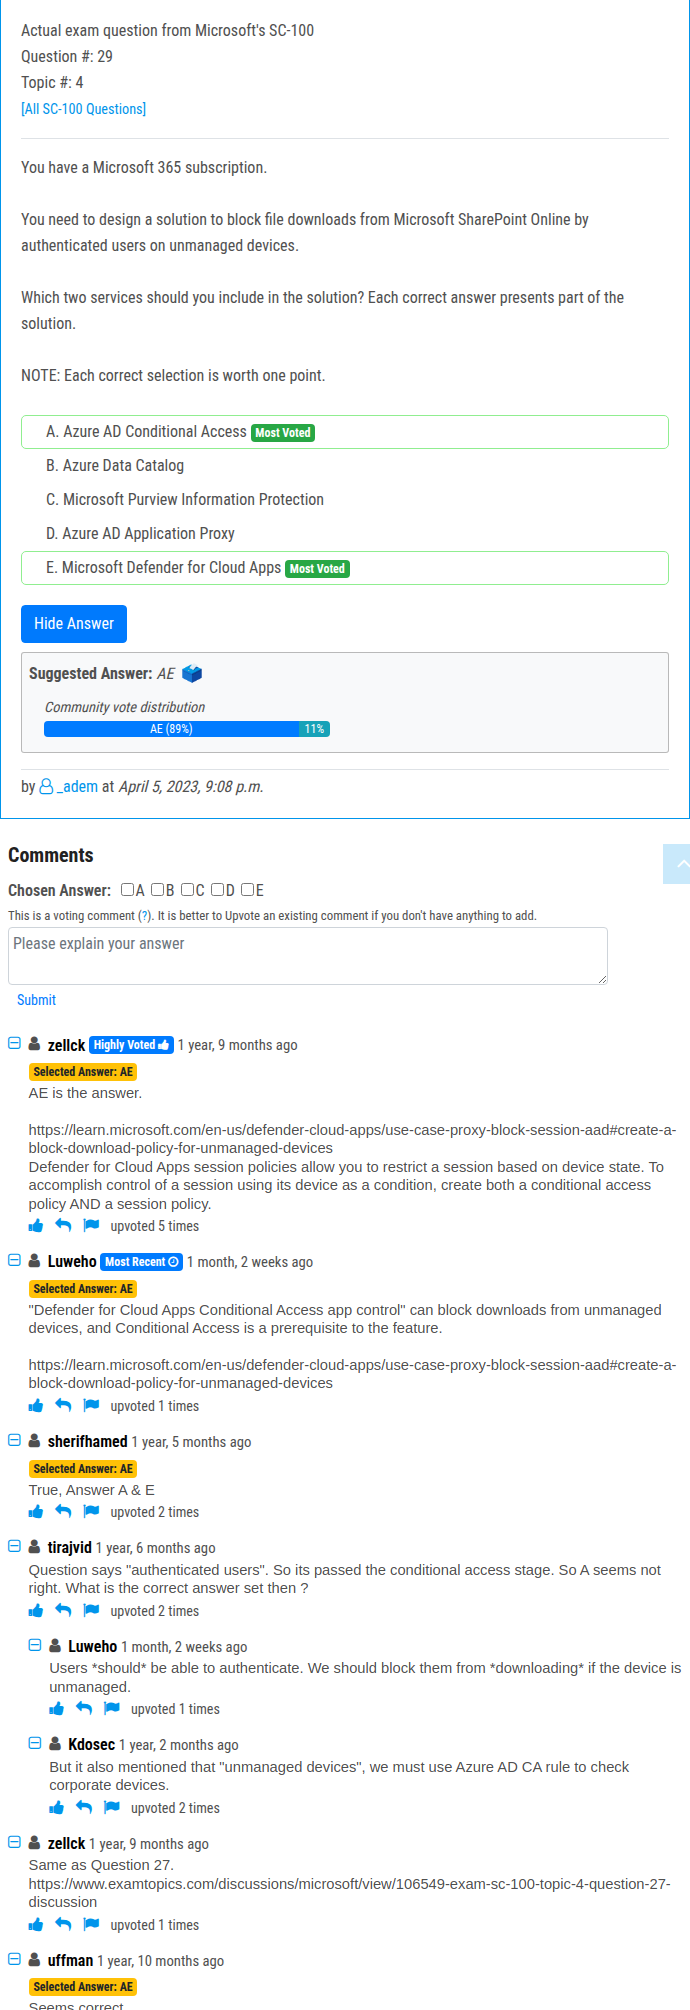 Actual exam question from Microsoft's SC-100
Question #: 29
Topic #: 4
[All SC-100 Questions]
You have a Microsoft 365 subscription.
You need to design a solution to block file downloads from Microsoft SharePoint Online by
authenticated users on unmanaged devices.
Which two services should you include in the solution? Each correct answer presents part of the
solution.
NOTE: Each correct selection is worth one point.
A. Azure AD Conditional Access Most Voted
B. Azure Data Catalog
C. Microsoft Purview Information Protection
D. Azure AD Application Proxy
E. Microsoft Defender for Cloud Apps Most Voted
Hide Answer
Suggested Answer: AE
Community vote distribution
AE (89%) 11%
by _adem at April 5, 2023, 9:08 p.m.
Comments
Chosen Answer: A B C D E
This is a voting comment (?). It is better to Upvote an existing comment if you don't have anything to add.
Please explain your answer
Submit
zellck Highly Voted 1 year, 9 months ago
Selected Answer: AE
AE is the answer.
https://learn.microsoft.com/en-us/defender-cloud-apps/use-case-proxy-block-session-aad#create-a-
block-download-policy-for-unmanaged-devices
Defender for Cloud Apps session policies allow you to restrict a session based on device state. To
accomplish control of a session using its device as a condition, create both a conditional access
policy AND a session policy.
upvoted 5 times
Luweho Most Recent 1 month, 2 weeks ago
Selected Answer: AE
"Defender for Cloud Apps Conditional Access app control" can block downloads from unmanaged
devices, and Conditional Access is a prerequisite to the feature.
https://learn.microsoft.com/en-us/defender-cloud-apps/use-case-proxy-block-session-aad#create-a-
block-download-policy-for-unmanaged-devices
upvoted 1 times
sherifhamed 1 year, 5 months ago
Selected Answer: AE
True, Answer A & E
upvoted 2 times
tirajvid 1 year, 6 months ago
Question says "authenticated users". So its passed the conditional access stage. So A seems not
right. What is the correct answer set then ?
upvoted 2 times
Luweho 1 month, 2 weeks ago
Users *should* be able to authenticate. We should block them from *downloading* if the device is
unmanaged.
upvoted 1 times
Kdosec 1 year, 2 months ago
But it also mentioned that "unmanaged devices", we must use Azure AD CA rule to check
corporate devices.
upvoted 2 times
zellck 1 year, 9 months ago
Same as Question 27.
https://www.examtopics.com/discussions/microsoft/view/106549-exam-sc-100-topic-4-question-27-
discussion
upvoted 1 times
uffman 1 year, 10 months ago
Selected Answer: AE
Seems correct